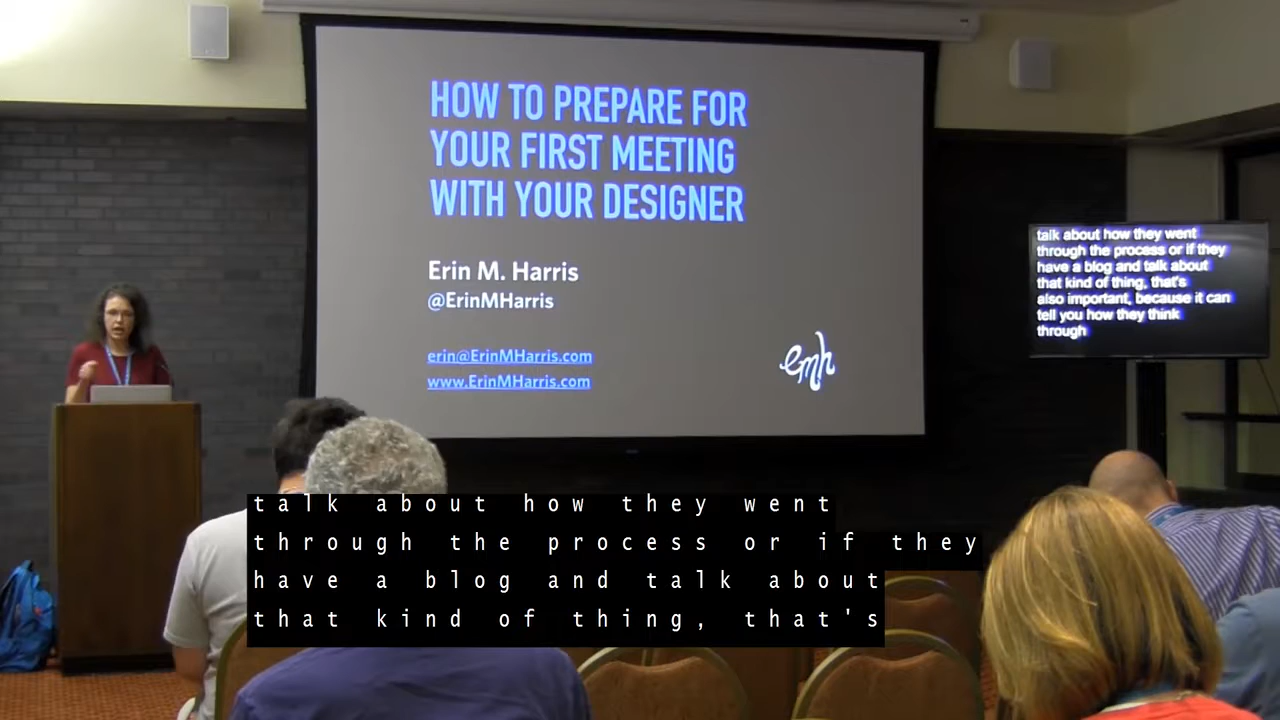 HOW TO PREPARE FOR
YOUR FIRST MEETING
WITH YOUR DESIGNER
Erin M. Harris
@ErinMHarris
erin@ErinMHarris.com
www.ErinMHarris.com
emh
talk about how they went
through the process or if they
have a blog and talk about
that kind of thing, that's
also important, because it can
tell you how they think
through
talk about how they went
through the process or if they
have a blog and talk about
that kind of thing, that's